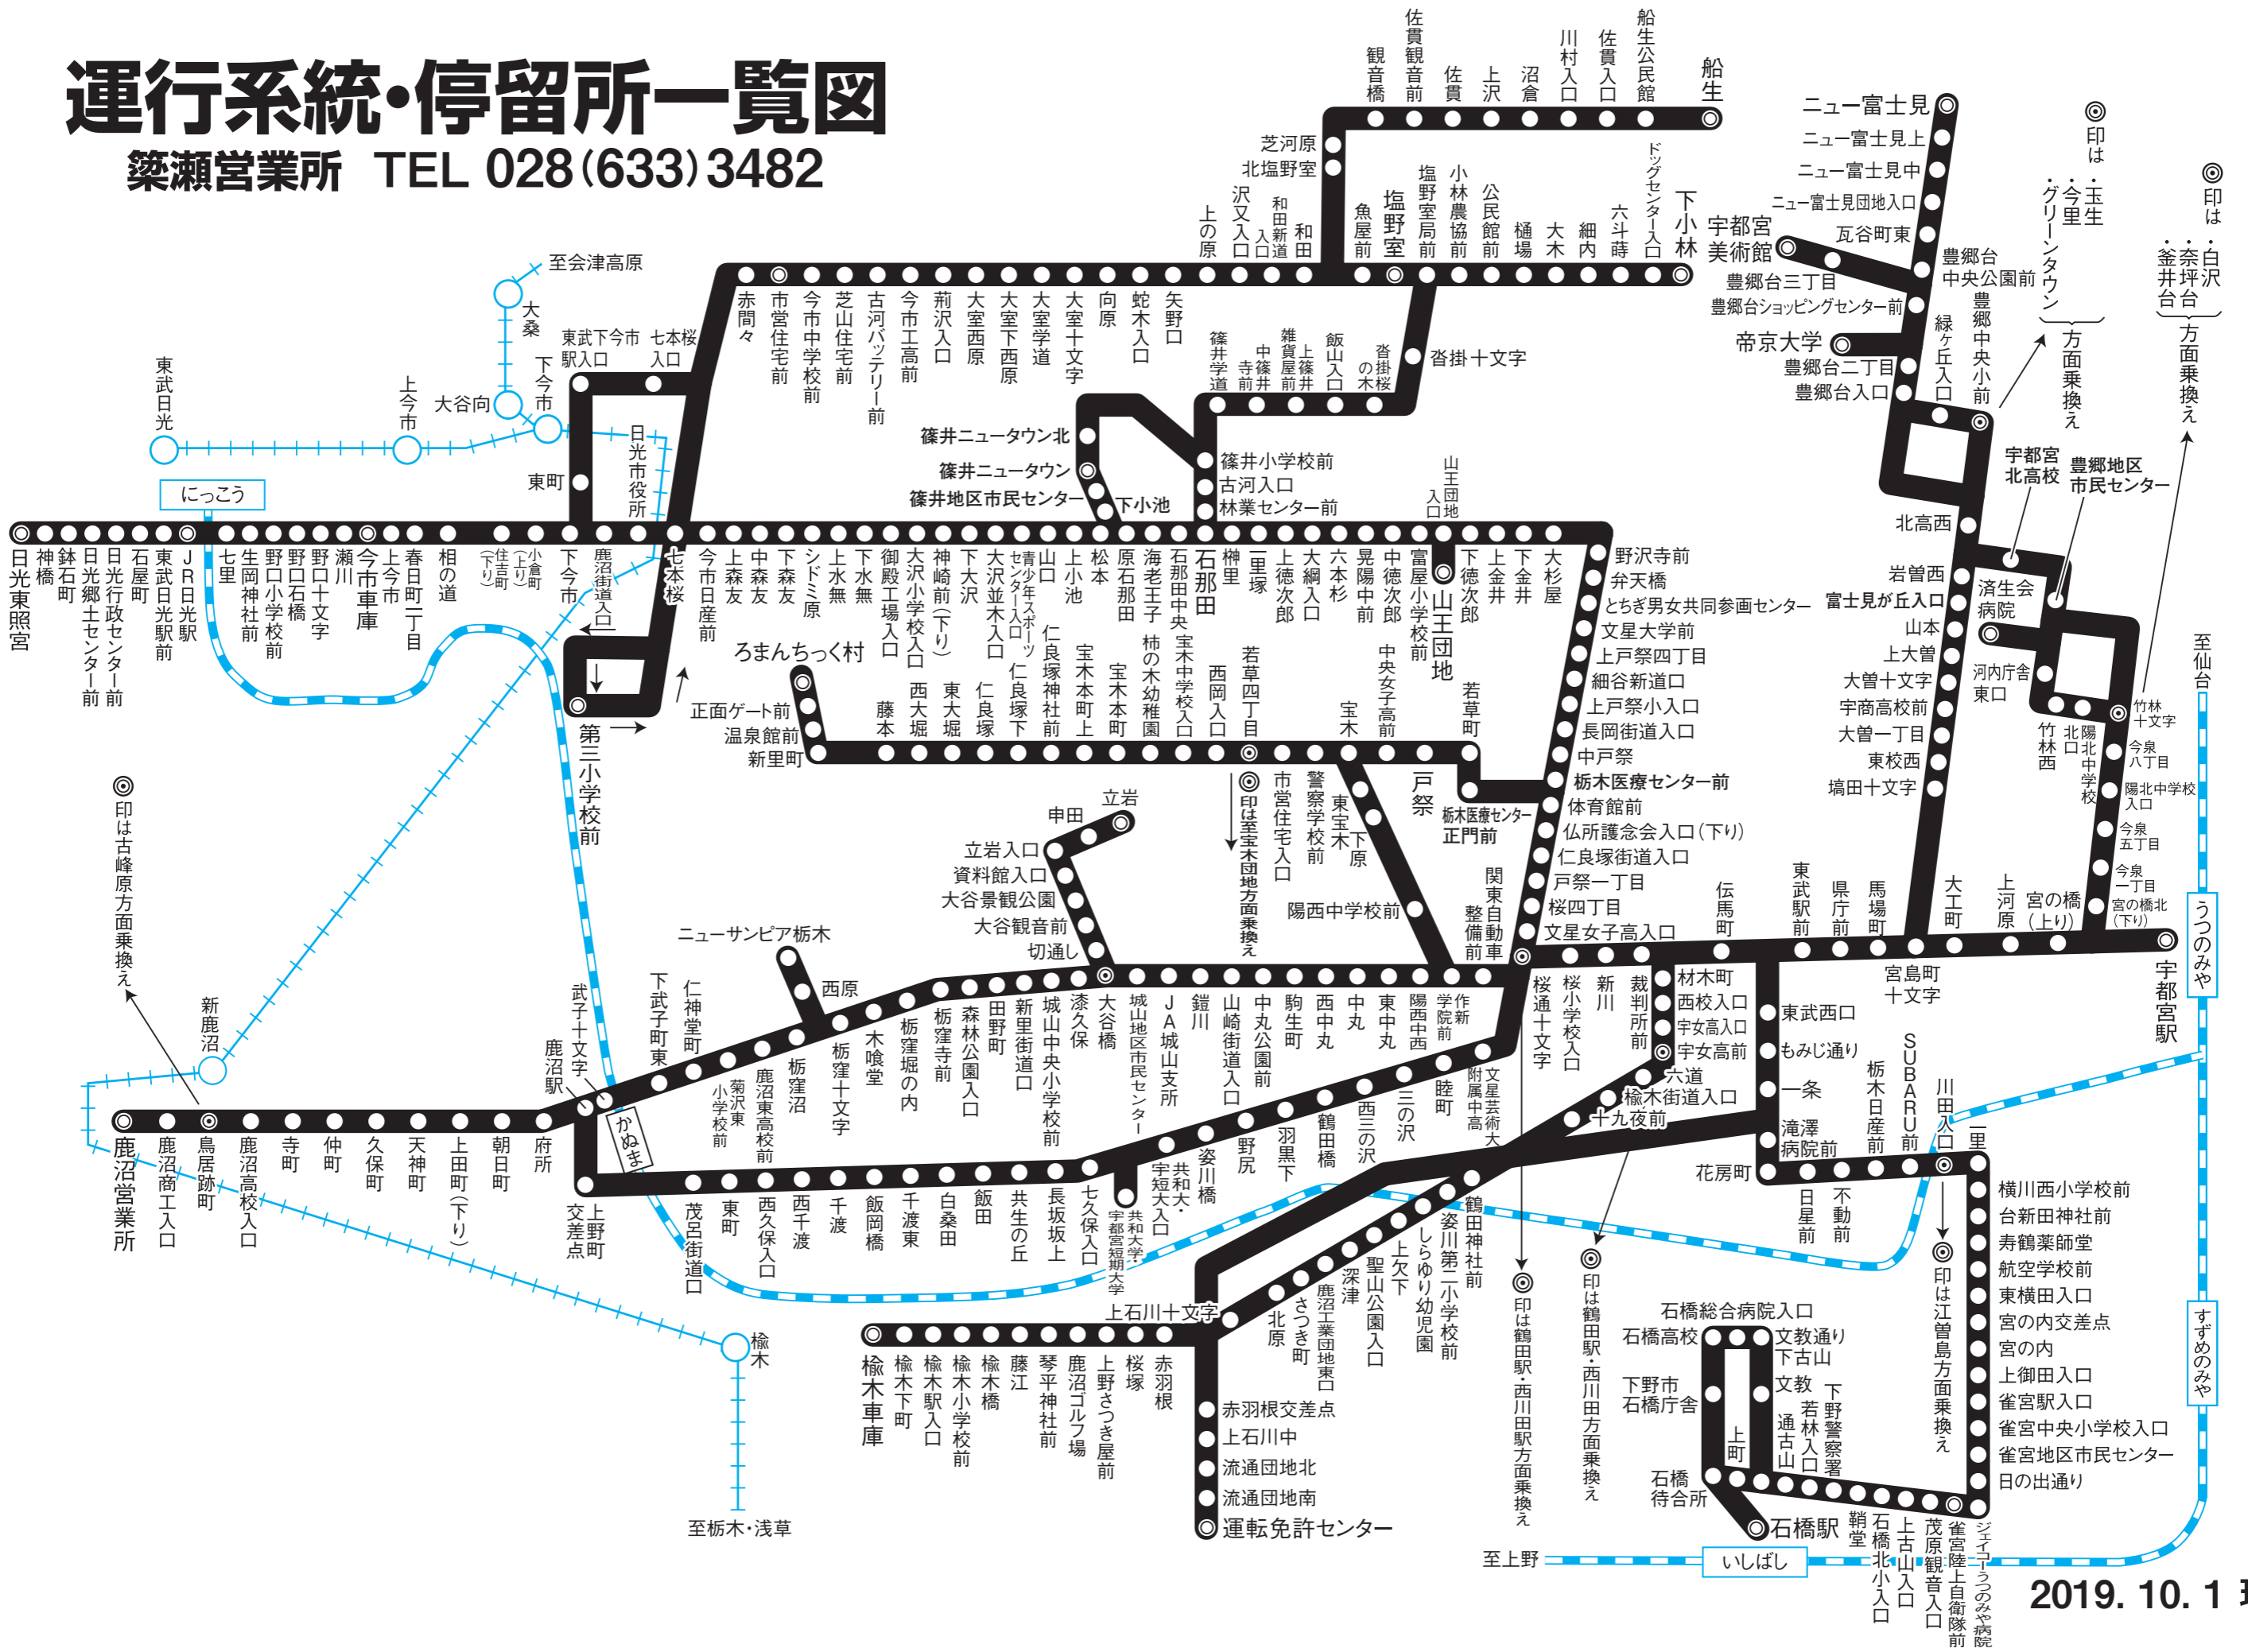 運行系統・停留所一覧図
簗瀬営業所 TEL 028(633)3482
観音橋
佐貫観音前
佐貫
上沢
沼倉
川村入口
佐貫入口
船生公民館
船生
芝河原
北塩野室
上の原
沢又入口
和田新道入口
和田
魚屋前
塩野室
塩野室局前
小林農協前
公民館前
樋場
大木
細内
六斗蒔
ドッグセンター入口
下小林
赤間々
市営住宅前
今市中学校前
芝山住宅前
古河バッテリー前
今市工高前
荊沢入口
大室西原
大室下西原
大室学道
大室十文字
向原
蛇木入口
矢野口
篠井学道
中篠井寺前
上篠井雑貨屋前
飯山入口
沓掛桜の木
沓掛十文字
篠井ニュータウン北
篠井ニュータウン
篠井地区市民センター
下小池
篠井小学校前
古河入口
林業センター前
山王団地入口
至会津高原
大桑
大谷向
下今市
上今市
東武日光
にっこう
東武下今市駅入口
七本桜入口
東町
日光市役所
日光東照宮
神橋
鉢石町
日光郷土センター前
日光行政センター前
石屋町
東武日光駅前
JR日光駅
七里
生岡神社前
野口小学校前
野口石橋
野口十文字
瀬川
今市車庫
上今市
春日町一丁目
相の道
住吉町(下り)
小倉町(上り)
下今市
鹿沼街道入口
七本桜
今市日産前
上森友
中森友
下森友
シドミ原
上水無
下水無
御殿工場入口
大沢小学校入口
神崎前(下り)
下大沢
大沢並木入口
青少年スポーツセンター入口
山口
上小池
松本
原石那田
海老王子
石那田中央
石那田
榊里
一里塚
上徳次郎
大綱入口
六本杉
晃陽中前
中徳次郎
富屋小学校前
山王団地
下徳次郎
上金井
下金井
大杉屋
第三小学校前
野沢寺前
弁天橋
とちぎ男女共同参画センター
文星大学前
上戸祭四丁目
細谷新道口
上戸祭小入口
長岡街道入口
中戸祭
栃木医療センター前
体育館前
仏所護念会入口(下り)
仁良塚街道入口
戸祭一丁目
桜四丁目
文星女子高入口
ろまんちっく村
正面ゲート前
温泉館前
新里町
藤本
西大堀
東大堀
仁良塚
仁良塚下
仁良塚神社前
宝木本町上
宝木本町
柿の木幼稚園
宝木中学校入口
西岡入口
若草四丁目
市営住宅入口
警察学校前
宝木
中央女子高前
戸祭
若草町
栃木医療センター正門前
東宝木
下原
陽西中学校前
◎印は至宝木団地方面乗換え
ニュー富士見
ニュー富士見上
ニュー富士見中
ニュー富士見団地入口
瓦谷町東
宇都宮美術館
豊郷台三丁目
豊郷台中央公園前
豊郷台ショッピングセンター前
帝京大学
豊郷台二丁目
豊郷台入口
緑ヶ丘入口
豊郷中央小前
◎印は・玉生・今里・グリーンタウン方面乗換え
◎印は・白沢・奈坪台・釜井台方面乗換え
北高西
宇都宮北高校
豊郷地区市民センター
岩曽西
富士見が丘入口
山本
上大曽
大曽十文字
宇商高校前
大曽一丁目
東校西
塙田十文字
済生会病院
河内庁舎東口
竹林西
陽北中学校北口
竹林十文字
今泉八丁目
陽北中学校入口
今泉五丁目
今泉一丁目
宮の橋北(下り)
至仙台
うつのみや
すずめのみや
立岩
申田
立岩入口
資料館入口
大谷景観公園
大谷観音前
切通し
ニューサンピア栃木
西原
◎印は古峰原方面乗換え
新鹿沼
鹿沼営業所
鹿沼商工入口
鳥居跡町
鹿沼高校入口
寺町
仲町
久保町
天神町
上田町(下り)
朝日町
府所
鹿沼駅
武子十文字
かぬま
下武子町東
仁神堂町
菊沢東小学校前
鹿沼東高校前
栃窪沼
栃窪十文字
木喰堂
栃窪堀の内
栃窪寺前
森林公園入口
田野町
新里街道口
城山中央小学校前
漆久保
大谷橋
城山地区市民センター
JA城山支所
鎧川
山崎街道入口
中丸公園前
駒生町
西中丸
中丸
東中丸
陽西中西
作新学院前
関東自動車整備前
桜通十文字
桜小学校入口
新川
裁判所前
伝馬町
東武駅前
県庁前
馬場町
宮島町十文字
大工町
上河原
宮の橋(上り)
宇都宮駅
材木町
西校入口
宇女高入口
宇女高前
六道
楡木街道入口
十九夜前
東武西口
もみじ通り
一条
滝澤病院前
花房町
日星前
不動前
栃木日産前
SUBARU前
川田入口
一里
横川西小学校前
台新田神社前
寿鶴薬師堂
航空学校前
東横田入口
宮の内交差点
宮の内
上御田入口
雀宮駅入口
雀宮中央小学校入口
雀宮地区市民センター
日の出通り
◎印は江曽島方面乗換え
◎印は鶴田駅・西川田方面乗換え
◎印は鶴田駅・西川田駅方面乗換え
上野町交差点
茂呂街道口
東町
西久保入口
西千渡
千渡
飯岡橋
千渡東
白桑田
飯田
共生の丘
長坂坂上
七久保入口
共和大学・宇都宮短期大学
共和大・宇短大入口
姿川橋
野尻
羽黒下
鶴田橋
西三の沢
三の沢
睦町
文星芸術大附属中高
鶴田神社前
姿川第二小学校前
しらゆり幼児園
上欠下
聖山公園入口
深津
鹿沼工業団地東口
さつき町
北原
上石川十文字
楡木車庫
楡木下町
楡木駅入口
楡木小学校前
楡木橋
藤江
琴平神社前
鹿沼ゴルフ場
上野さつき屋前
桜塚
赤羽根
赤羽根交差点
上石川中
流通団地北
流通団地南
運転免許センター
楡木
至栃木・浅草
石橋総合病院入口
石橋高校
文教通り下古山
下野市石橋庁舎
文教
上町
通古山
若林入口
下野警察署
石橋待合所
石橋駅
鞘堂
石橋北小入口
上古山入口
茂原観音入口
雀宮陸上自衛隊前
ジェイコーうつのみや病院
至上野
いしばし
2019. 10. 1